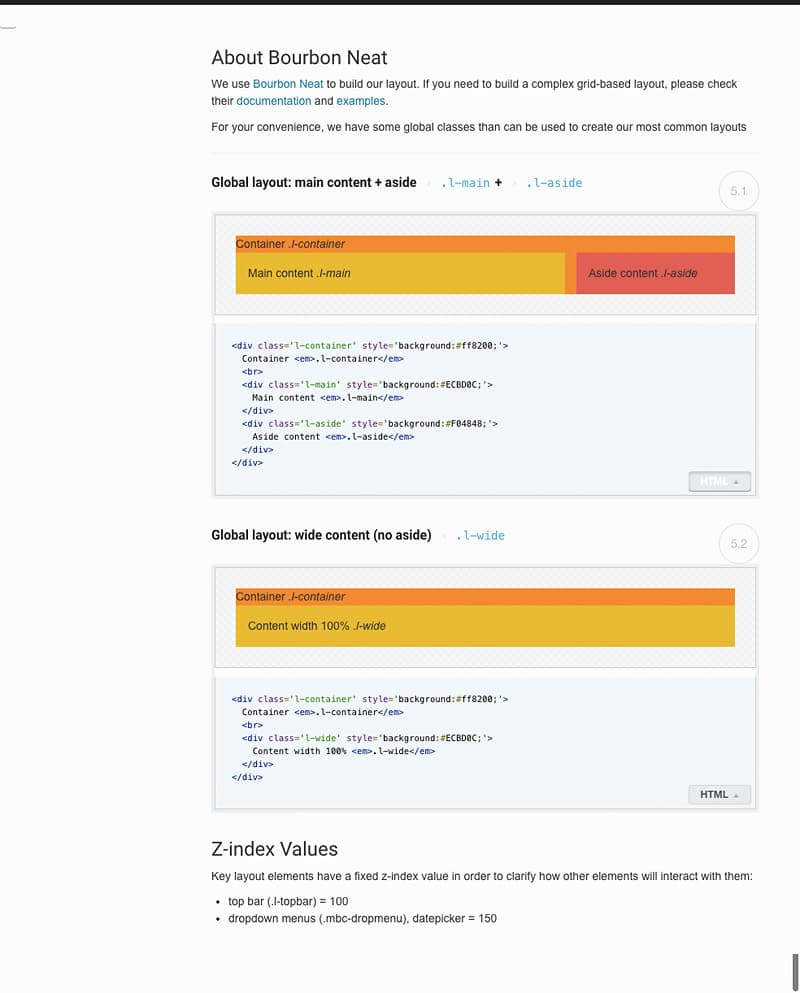 About Bourbon Neat
We use Bourbon Neat to build our layout. If you need to build a complex grid-based layout, please check
their documentation and examples.
For your convenience, we have some global classes than can be used to create our most common layouts
Global layout: main content + aside .l-main + .l-aside
5.1
Container .l-container
Main content .l-main Aside content .l-aside
<div class='l-container' style='background:#ff8200;'>
Container <em>.l-container</em>
<br>
<div class='l-main' style='background:#ECBD0C;'>
Main content <em>.l-main</em>
</div>
<div class='l-aside' style='background:#F04848;'>
Aside content <em>.l-aside</em>
</div>
</div>
HTML
Global layout: wide content (no aside) .l-wide
5.2
Container .l-container
Content width 100% .l-wide
<div class='l-container' style='background:#ff8200;'>
Container <em>.l-container</em>
<br>
<div class='l-wide' style='background:#ECBD0C;'>
Content width 100% <em>.l-wide</em>
</div>
</div>
HTML
Z-index Values
Key layout elements have a fixed z-index value in order to clarify how other elements will interact with them:
• top bar (.l-topbar) = 100
• dropdown menus (.mbc-dropmenu), datepicker = 150